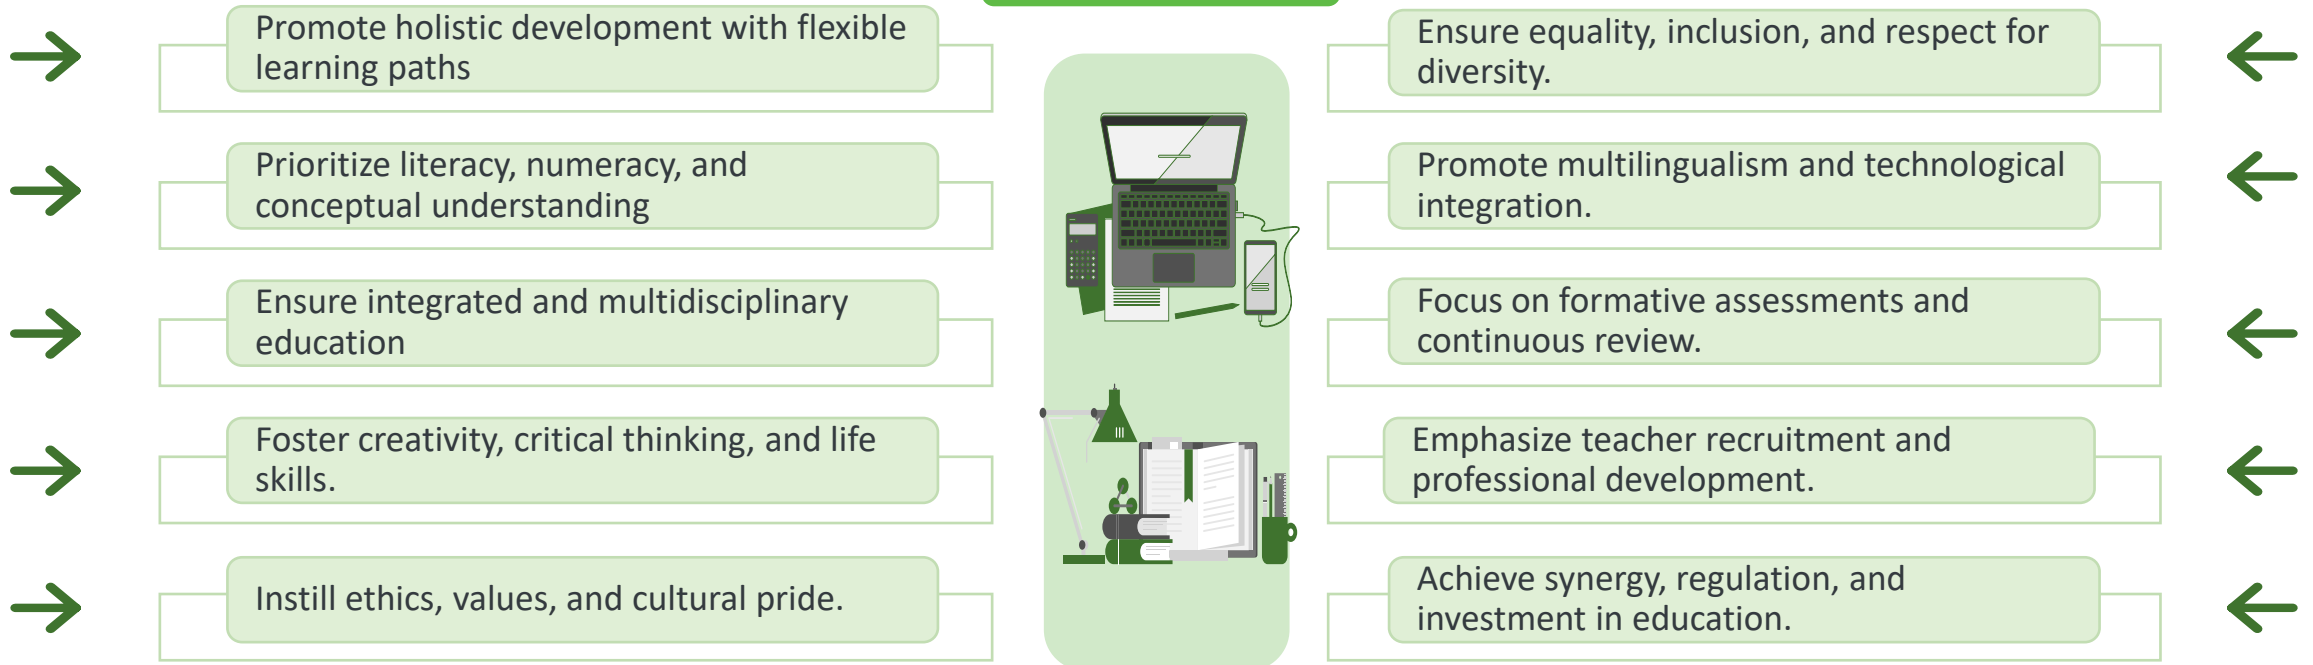 Promote holistic development with flexible
learning paths
Prioritize literacy, numeracy, and
conceptual understanding
Ensure integrated and multidisciplinary
education
Foster creativity, critical thinking, and life
skills.
Instill ethics, values, and cultural pride.
Ensure equality, inclusion, and respect for
diversity.
Promote multilingualism and technological
integration.
Focus on formative assessments and
continuous review.
Emphasize teacher recruitment and
professional development.
Achieve synergy, regulation, and
investment in education.